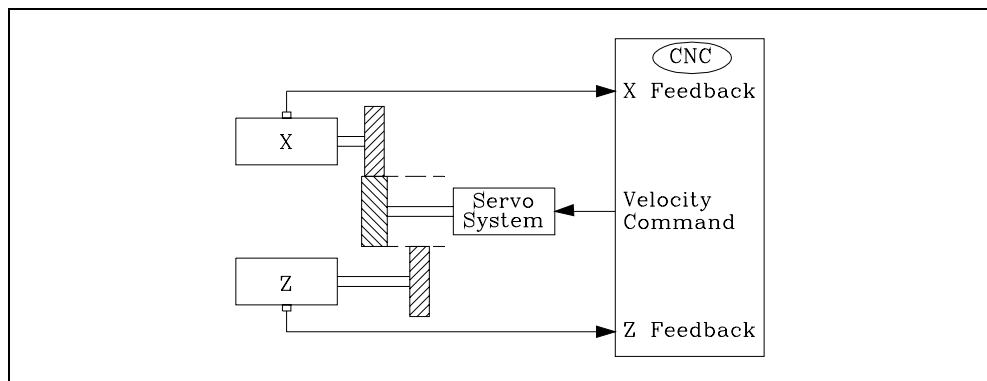 CNC
X Feedback
X
Servo
System
Velocity
Command
Z
Z Feedback